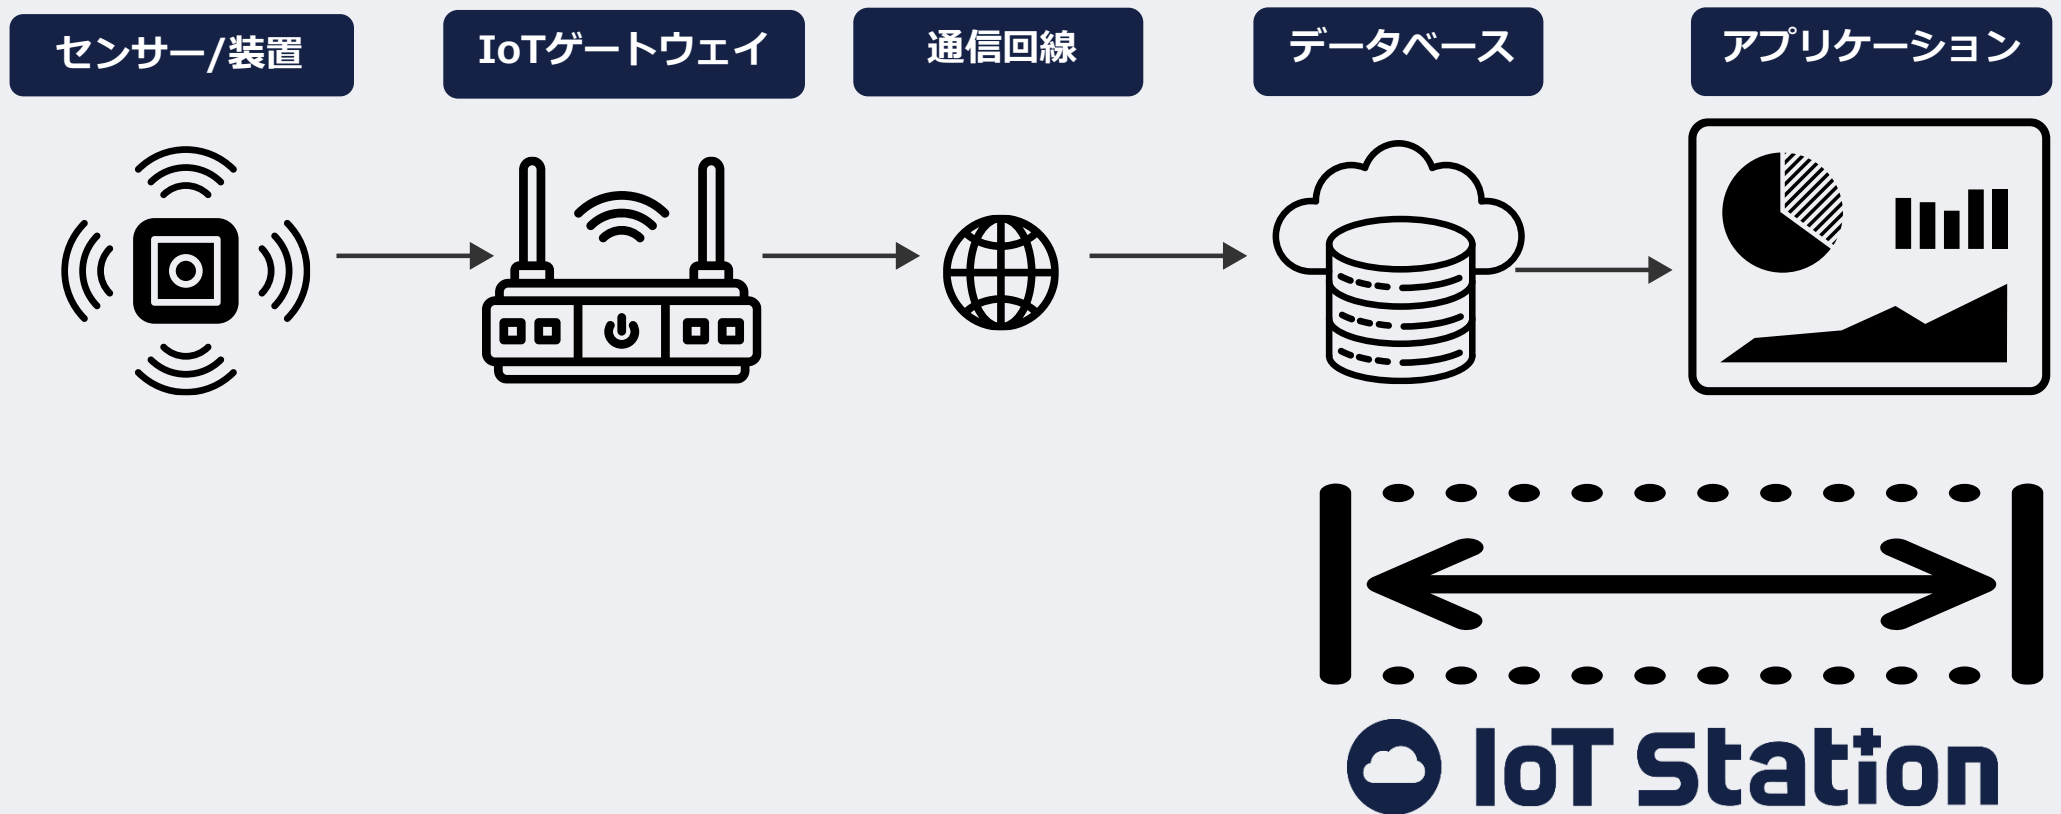 センサー/装置
IoTゲートウェイ
通信回線
データベース
アプリケーション
IoT Station